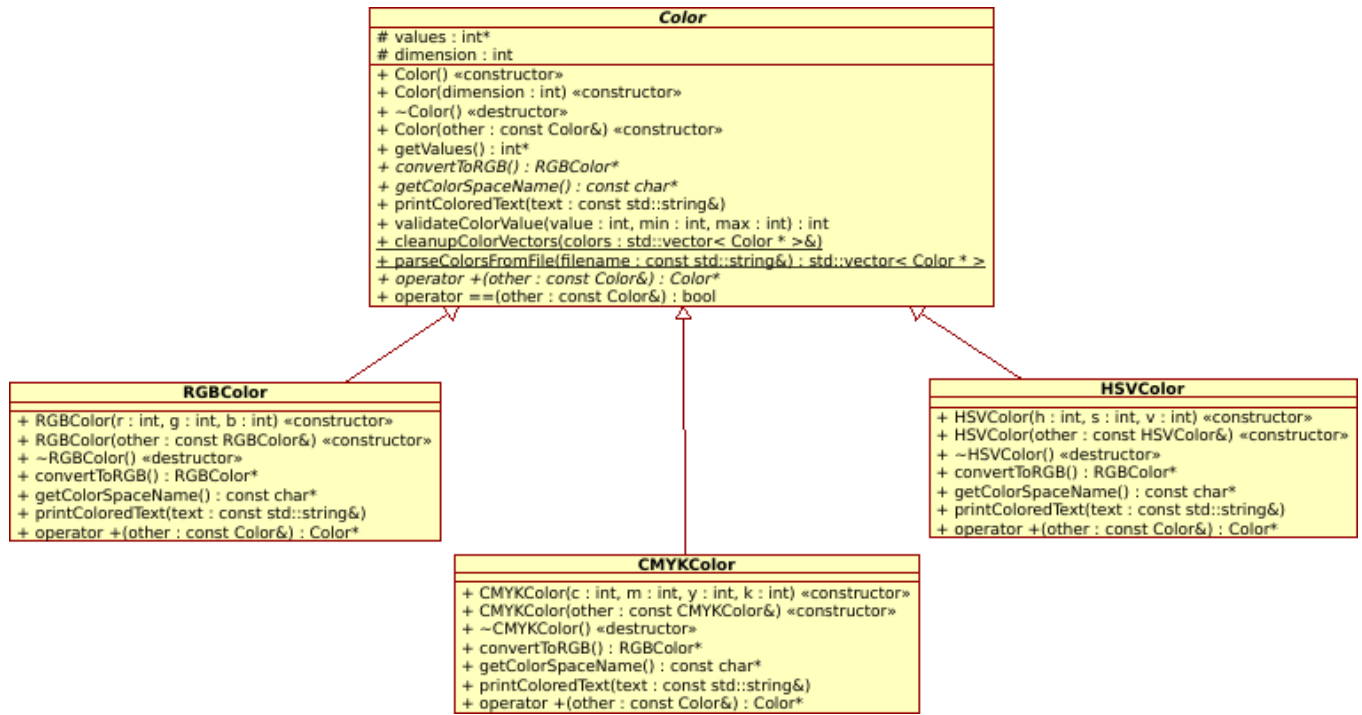 Color
# values : int*
# dimension : int
+ Color() «constructor»
+ Color(dimension : int) «constructor»
+ ~Color() «destructor»
+ Color(other : const Color&) «constructor»
+ getValues() : int*
+ convertToRGB() : RGBColor*
+ getColorSpaceName() : const char*
+ printColoredText(text : const std::string&)
+ validateColorValue(value : int, min : int, max : int) : int
+ cleanupColorVectors(colors : std::vector< Color * >&)
+ parseColorsFromFile(filename : const std::string&) : std::vector< Color * >
+ operator +(other : const Color&) : Color*
+ operator ==(other : const Color&) : bool
RGBColor
+ RGBColor(r : int, g : int, b : int) «constructor»
+ RGBColor(other : const RGBColor&) «constructor»
+ ~RGBColor() «destructor»
+ convertToRGB() : RGBColor*
+ getColorSpaceName() : const char*
+ printColoredText(text : const std::string&)
+ operator +(other : const Color&) : Color*
HSVColor
+ HSVColor(h : int, s : int, v : int) «constructor»
+ HSVColor(other : const HSVColor&) «constructor»
+ ~HSVColor() «destructor»
+ convertToRGB() : RGBColor*
+ getColorSpaceName() : const char*
+ printColoredText(text : const std::string&)
+ operator +(other : const Color&) : Color*
CMYKColor
+ CMYKColor(c : int, m : int, y : int, k : int) «constructor»
+ CMYKColor(other : const CMYKColor&) «constructor»
+ ~CMYKColor() «destructor»
+ convertToRGB() : RGBColor*
+ getColorSpaceName() : const char*
+ printColoredText(text : const std::string&)
+ operator +(other : const Color&) : Color*